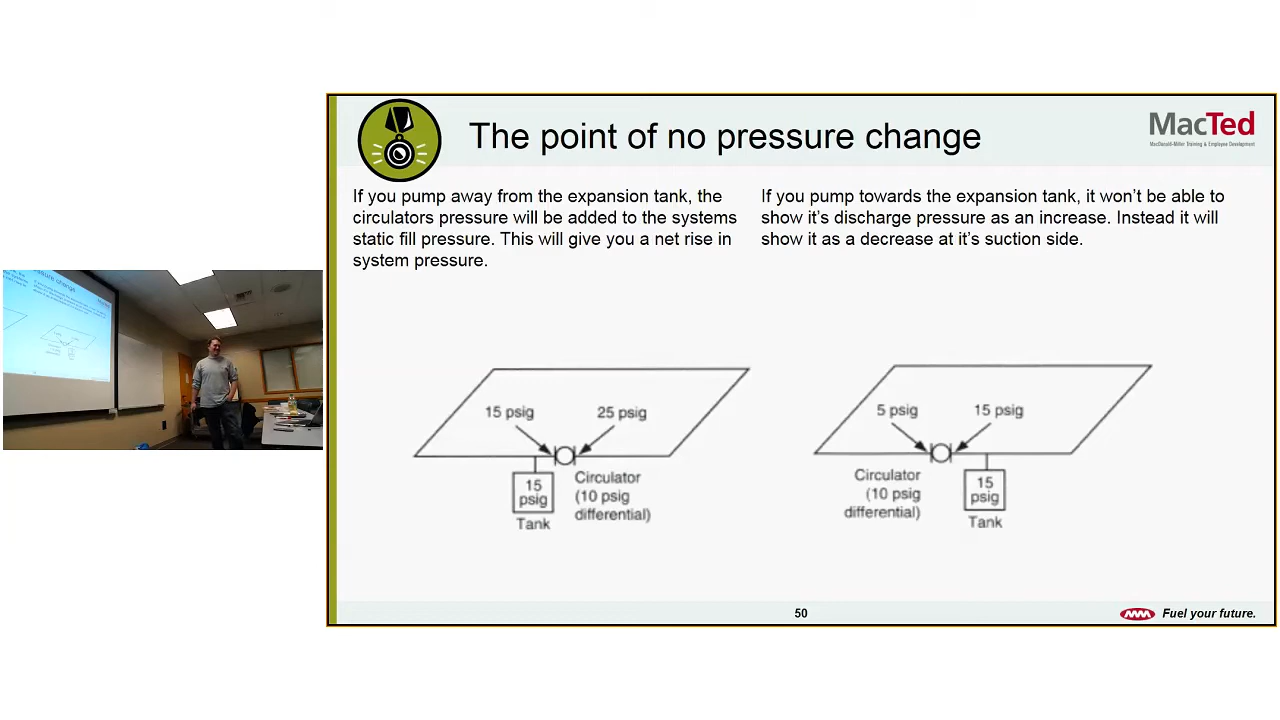 The point of no pressure change
MacTed
MacDonald-Miller Training & Employee Development
If you pump away from the expansion tank, the
circulators pressure will be added to the systems
static fill pressure. This will give you a net rise in
system pressure.
If you pump towards the expansion tank, it won't be able to
show it's discharge pressure as an increase. Instead it will
show it as a decrease at it's suction side.
15 psig
25 psig
15
psig
Tank
Circulator
(10 psig
differential)
5 psig
15 psig
Circulator
(10 psig
differential)
15
psig
Tank
50
Fuel your future.